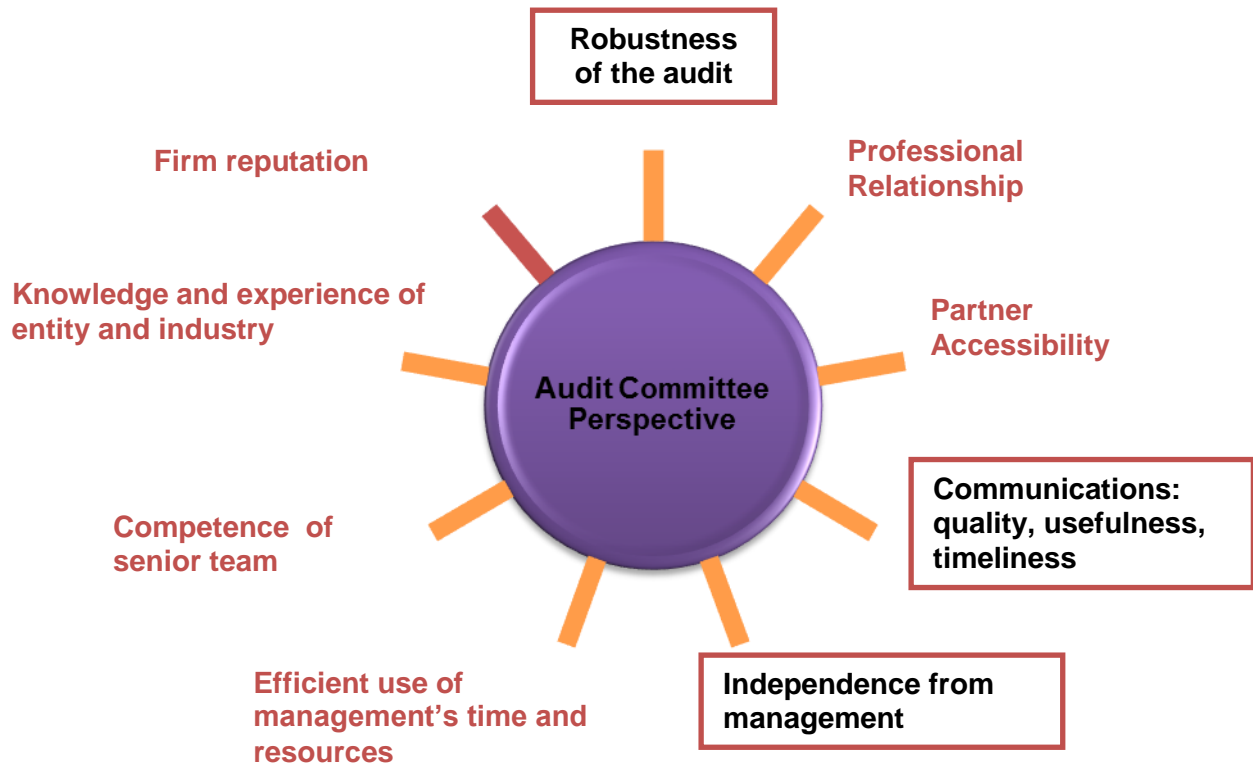 Robustness
of the audit
Professional
Relationship
Partner
Accessibility
Communications:
quality, usefulness,
timeliness
Independence from
management
Efficient use of
management’s time and
resources
Competence of
senior team
Knowledge and experience of
entity and industry
Firm reputation
Audit Committee
Perspective